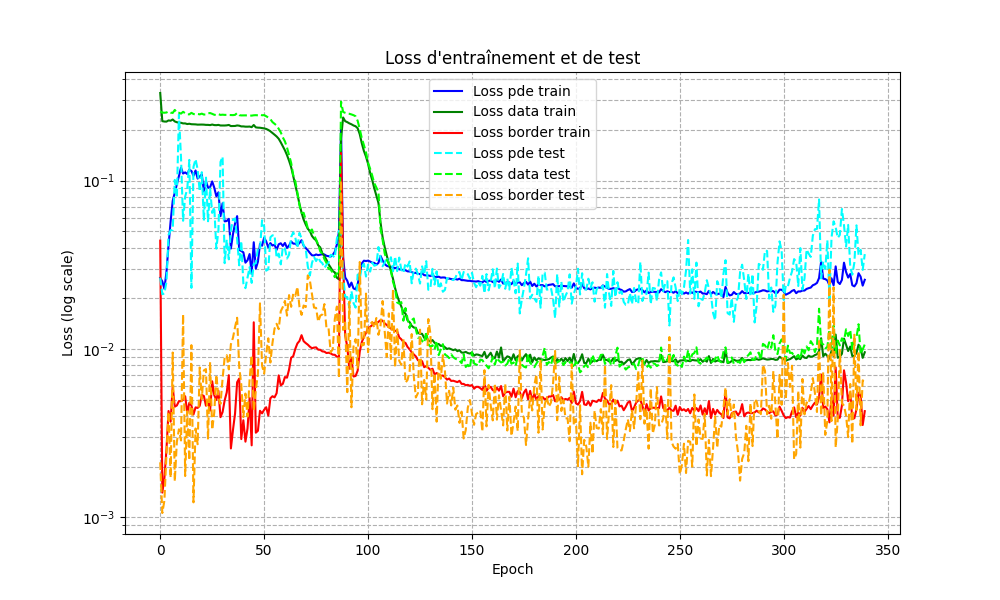 Loss d'entraînement et de test
Loss pde train
Loss data train
Loss border train
Loss pde test
Loss data test
Loss border test
Loss (log scale)
10⁻¹
10⁻²
10⁻³
0 50 100 150 200 250 300 350
Epoch